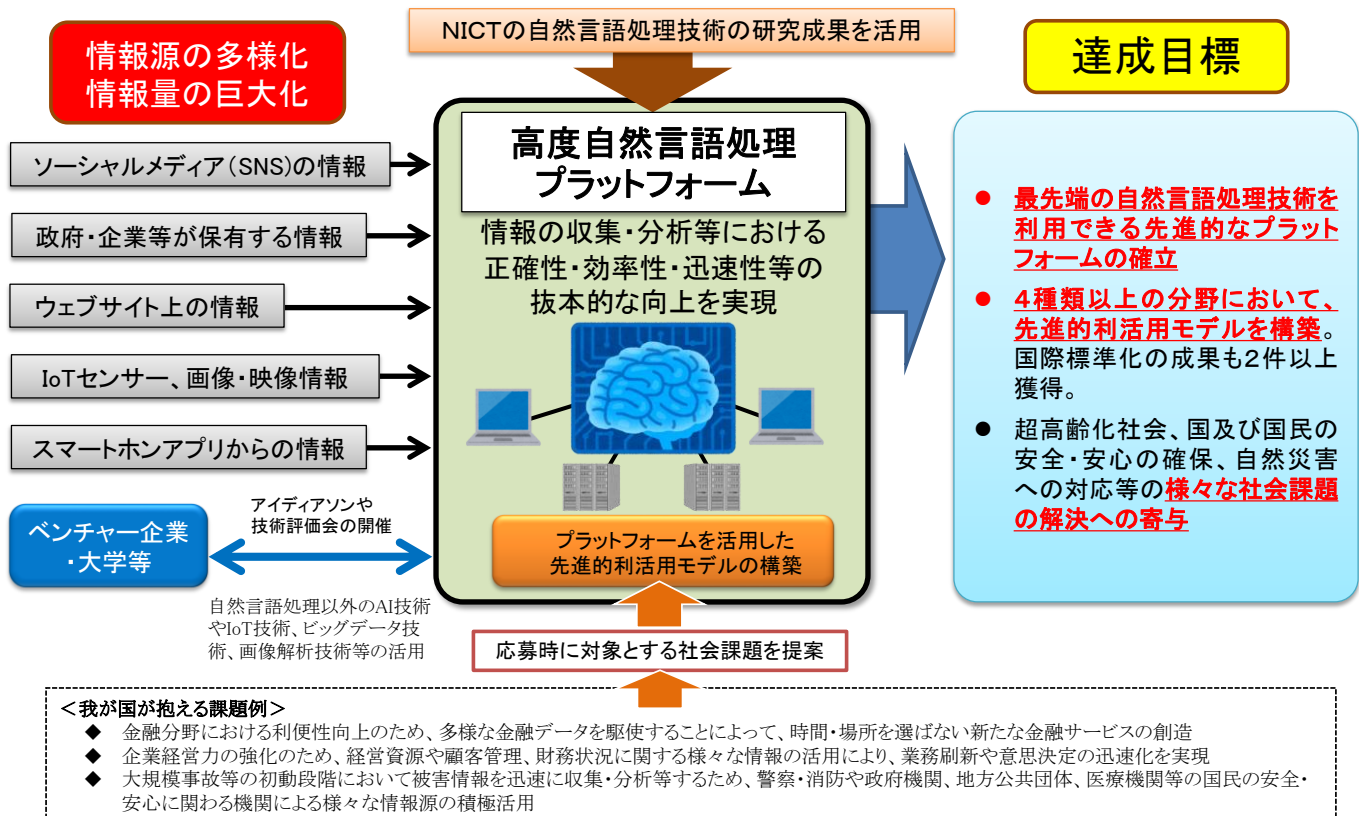 NICTの自然言語処理技術の研究成果を活用
情報源の多様化
情報量の巨大化
ソーシャルメディア(SNS)の情報
政府・企業等が保有する情報
ウェブサイト上の情報
IoTセンサー、画像・映像情報
スマートホンアプリからの情報
ベンチャー企業
・大学等
アイディアソンや
技術評価会の開催
自然言語処理以外のAI技術
やIoT技術、ビッグデータ技
術、画像解析技術等の活用
高度自然言語処理
プラットフォーム
情報の収集・分析等における
正確性・効率性・迅速性等の
抜本的な向上を実現
プラットフォームを活用した
先進的利活用モデルの構築
応募時に対象とする社会課題を提案
達成目標
● 最先端の自然言語処理技術を
利用できる先進的なプラット
フォームの確立
● 4種類以上の分野において、
先進的利活用モデルを構築。
国際標準化の成果も2件以上
獲得。
● 超高齢化社会、国及び国民の
安全・安心の確保、自然災害
への対応等の様々な社会課題
の解決への寄与
<我が国が抱える課題例>
◆ 金融分野における利便性向上のため、多様な金融データを駆使することによって、時間・場所を選ばない新たな金融サービスの創造
◆ 企業経営力の強化のため、経営資源や顧客管理、財務状況に関する様々な情報の活用により、業務刷新や意思決定の迅速化を実現
◆ 大規模事故等の初動段階において被害情報を迅速に収集・分析等するため、警察・消防や政府機関、地方公共団体、医療機関等の国民の安全・
安心に関わる機関による様々な情報源の積極活用